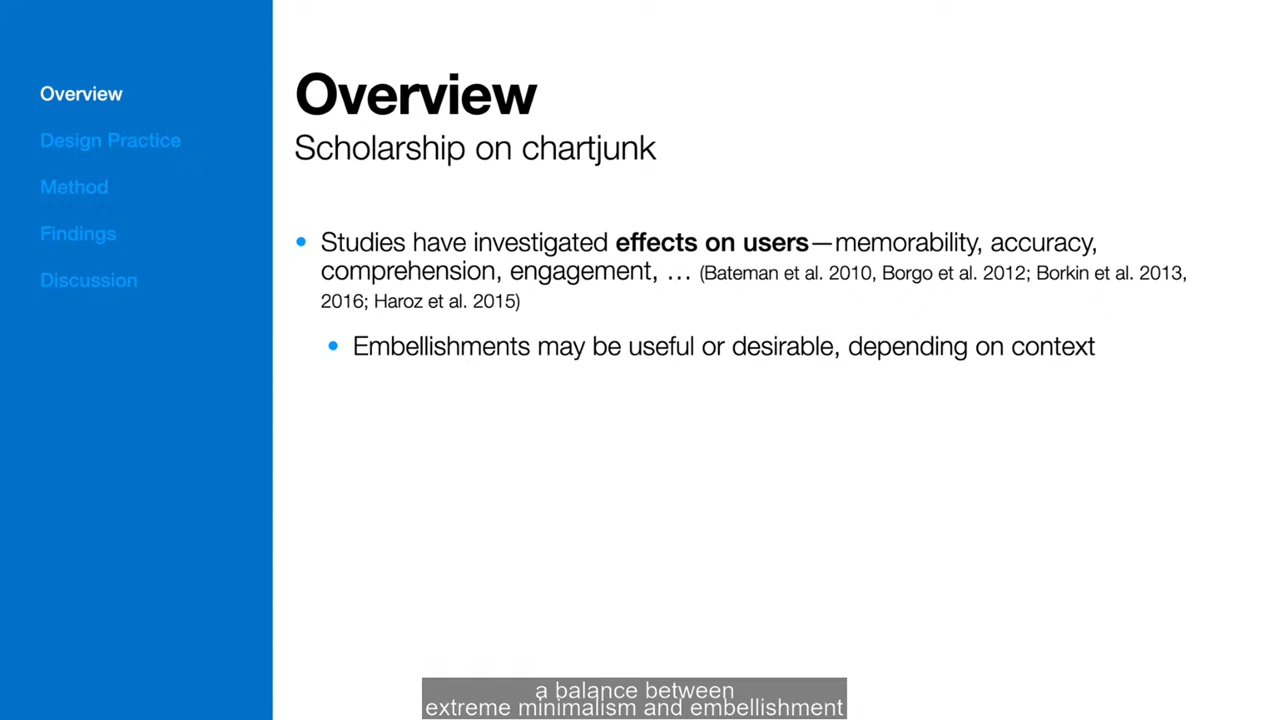 Overview
Design Practice
Method
Findings
Discussion
Overview
Scholarship on chartjunk
• Studies have investigated effects on users—memorability, accuracy,
comprehension, engagement, … (Bateman et al. 2010, Borgo et al. 2012; Borkin et al. 2013,
2016; Haroz et al. 2015)
• Embellishments may be useful or desirable, depending on context
a balance between
extreme minimalism and embellishment